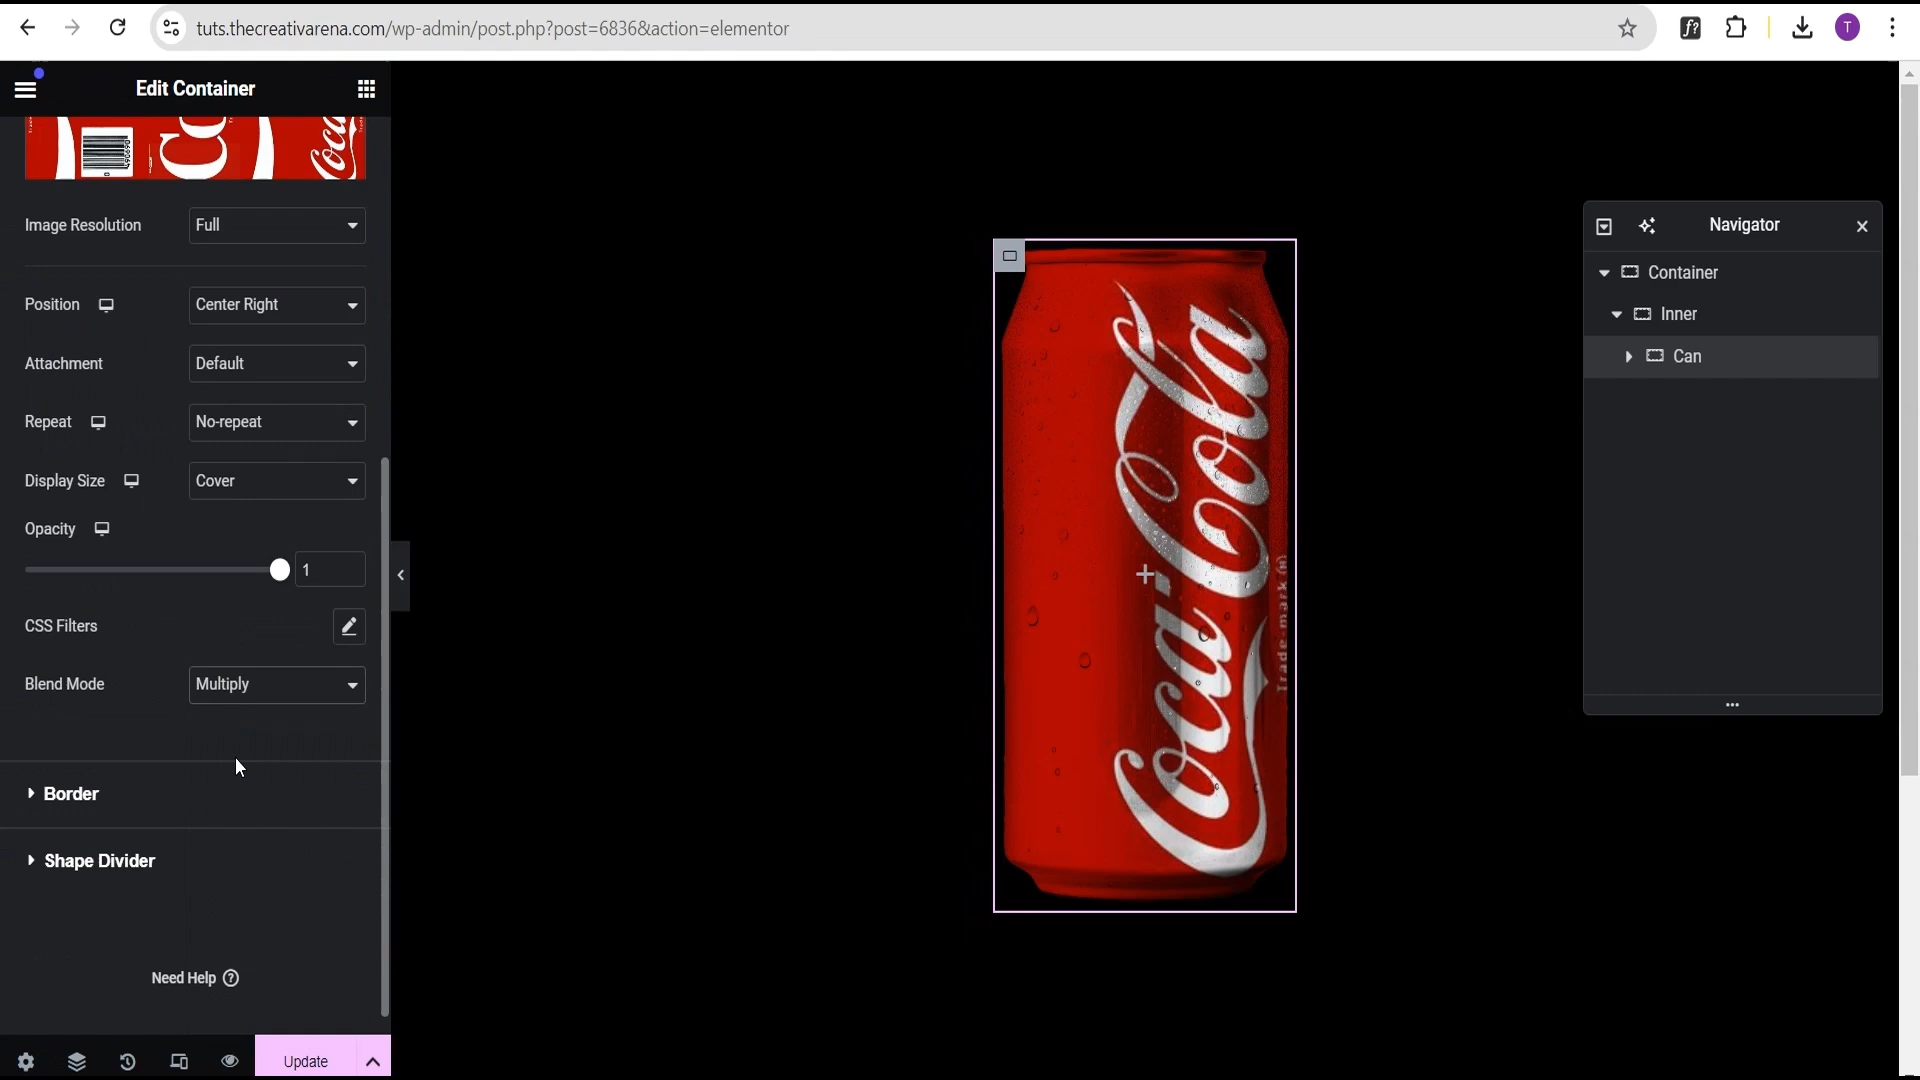 tuts.thecreativarena.com/wp-admin/post.php?post=6836&action=elementor
f?
T
Edit Container
Coca
Image Resolution
Full
Position
Center Right
Attachment
Default
Repeat
No-repeat
Display Size
Cover
Opacity
1
CSS Filters
Blend Mode
Multiply
Border
Shape Divider
Need Help ?
Update
Coca-Cola
Trade-mark (R)
Navigator
Container
Inner
Can